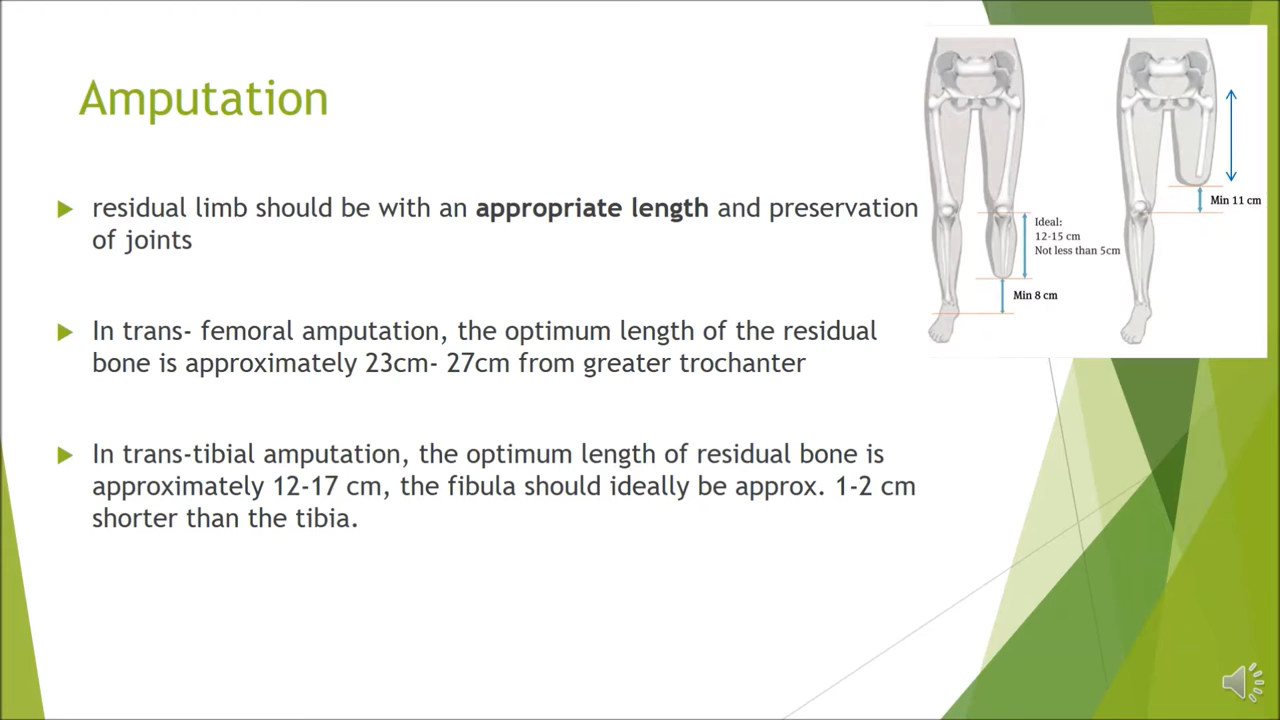 Amputation
residual limb should be with an appropriate length and preservation
of joints
In trans- femoral amputation, the optimum length of the residual
bone is approximately 23cm- 27cm from greater trochanter
In trans-tibial amputation, the optimum length of residual bone is
approximately 12-17 cm, the fibula should ideally be approx. 1-2 cm
shorter than the tibia.
Ideal:
12-15 cm
Not less than 5cm
Min 8 cm
Min 11 cm